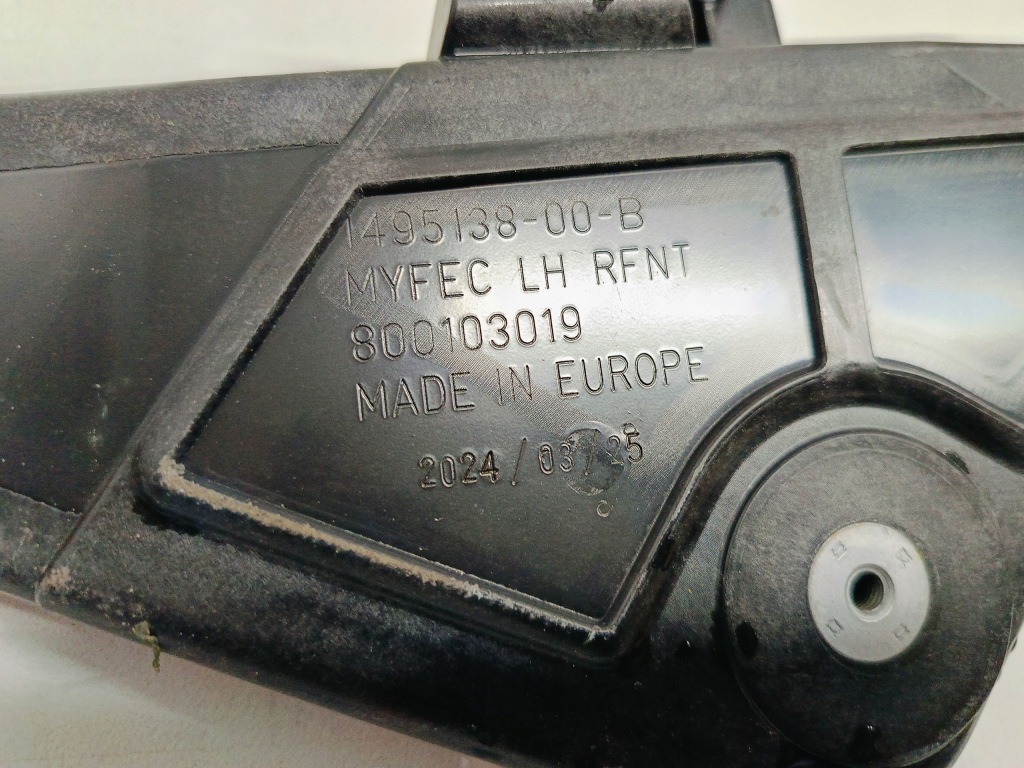 1495138-00-B
MYFEC LH RFNT
800103019
MADE IN EUROPE
2024/03/25